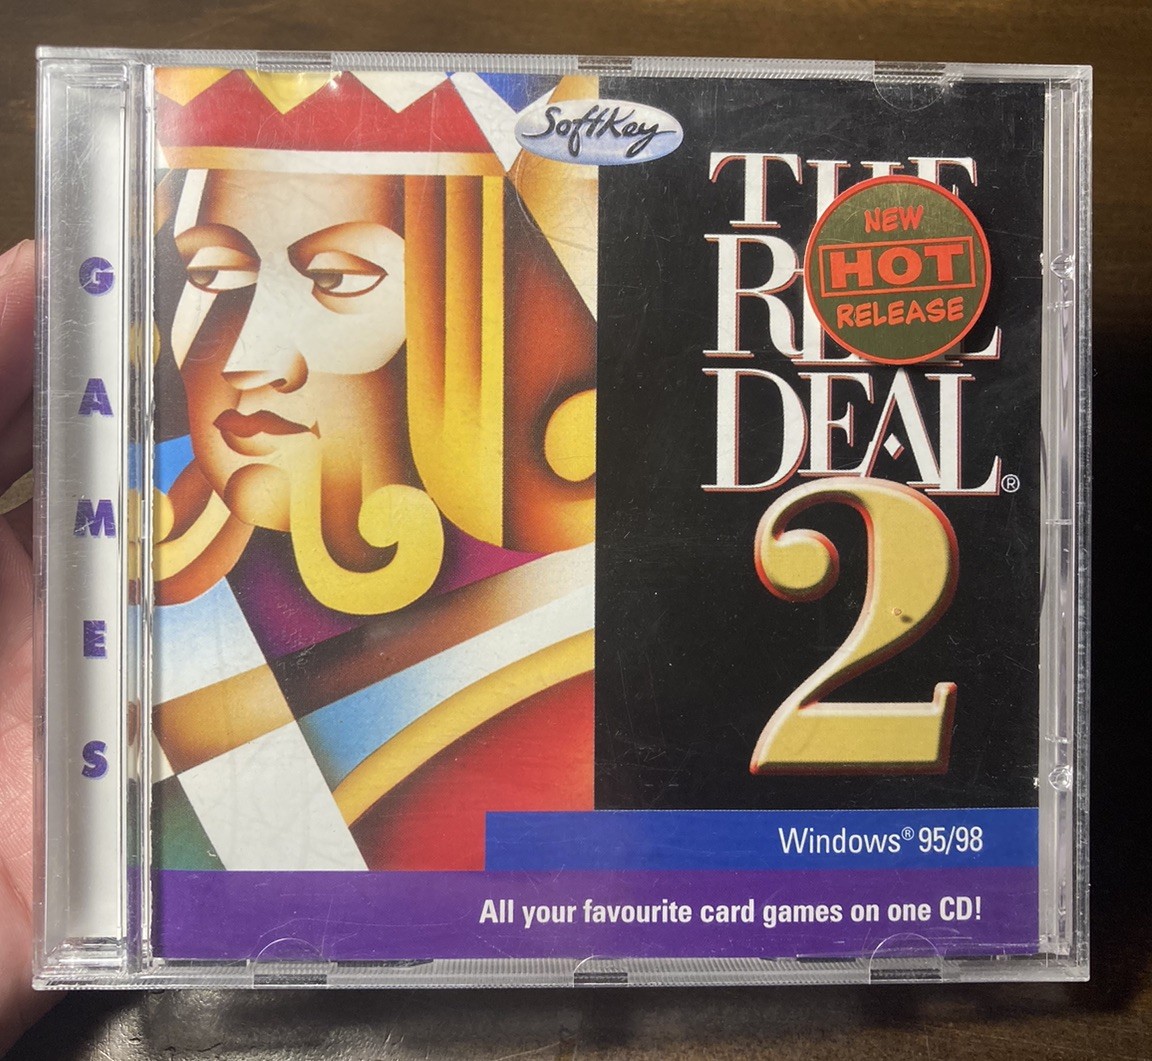 GAMES
SoftKey
THE
REAL
DEAL®
2
NEW
HOT
RELEASE
Windows® 95/98
All your favourite card games on one CD!